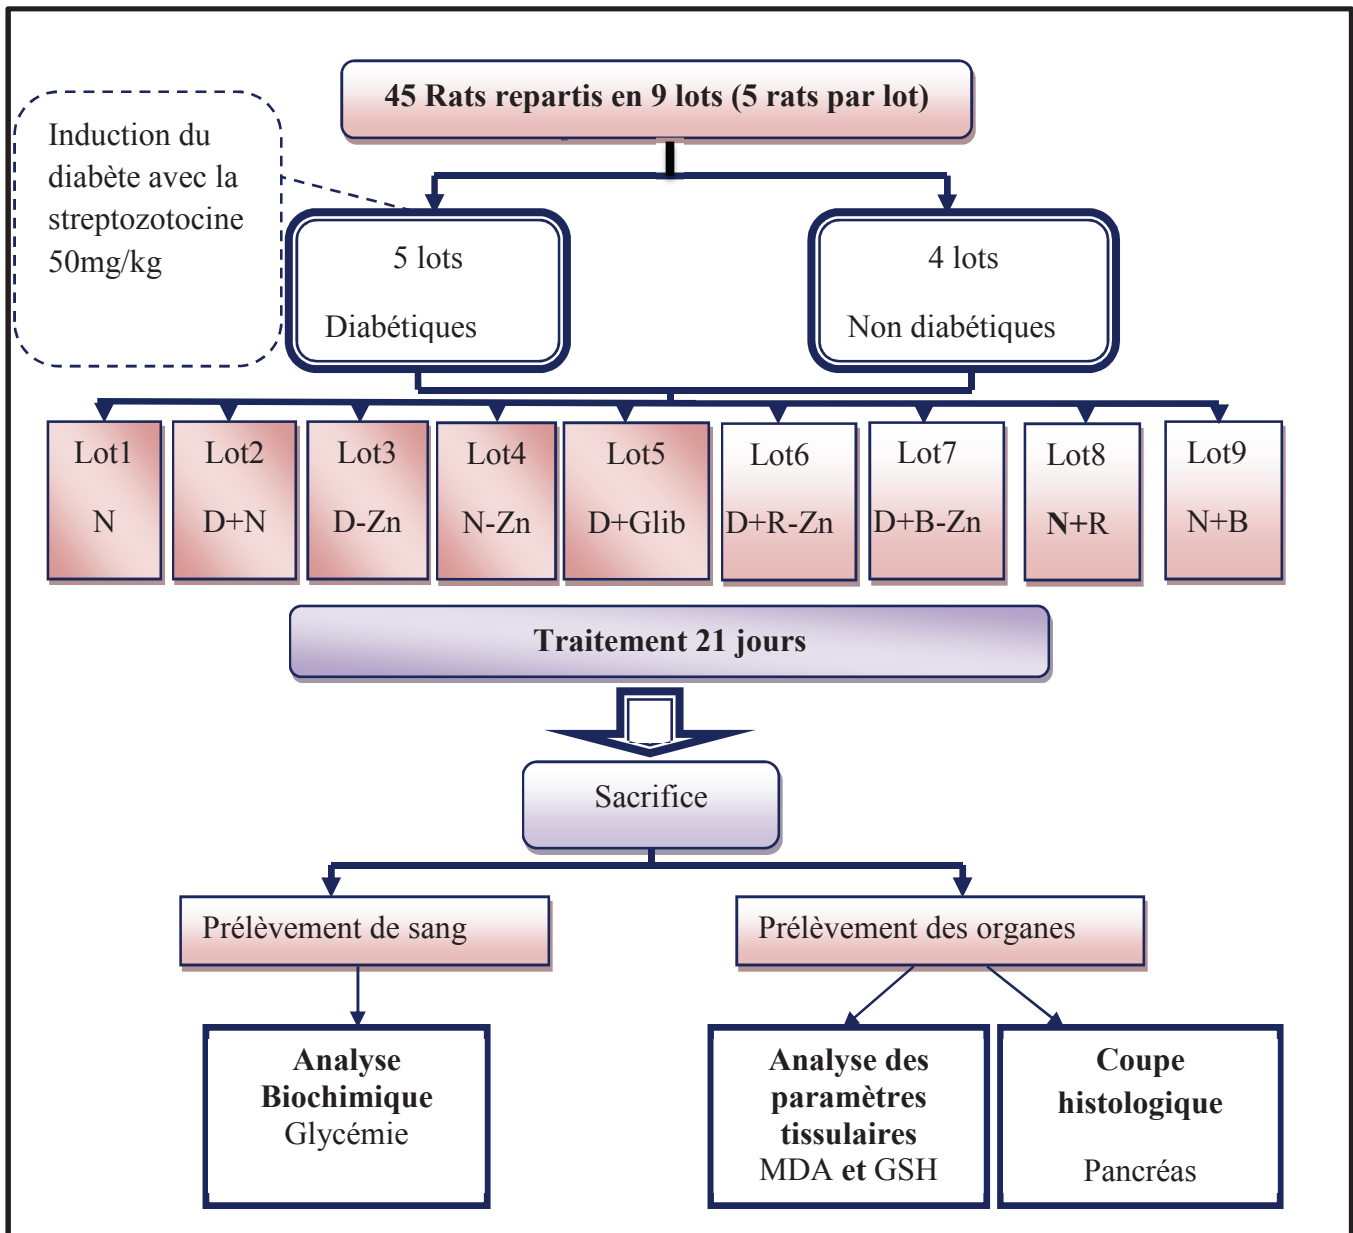 45 Rats repartis en 9 lots (5 rats par lot)
Induction du
diabète avec la
streptozotocine
50mg/kg
5 lots
Diabétiques
4 lots
Non diabétiques
Lot1
N
Lot2
D+N
Lot3
D-Zn
Lot4
N-Zn
Lot5
D+Glib
Lot6
D+R-Zn
Lot7
D+B-Zn
Lot8
N+R
Lot9
N+B
Traitement 21 jours
Sacrifice
Prélèvement de sang
Prélèvement des organes
Analyse
Biochimique
Glycémie
Analyse des
paramètres
tissulaires
MDA et GSH
Coupe
histologique
Pancréas